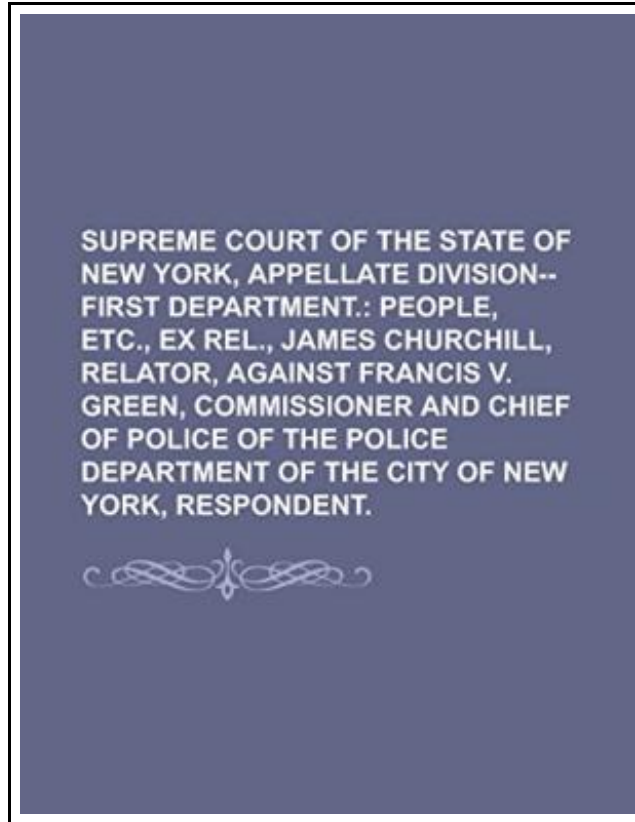 SUPREME COURT OF THE STATE OF
NEW YORK, APPELLATE DIVISION--
FIRST DEPARTMENT.: PEOPLE,
ETC., EX REL., JAMES CHURCHILL,
RELATOR, AGAINST FRANCIS V.
GREEN, COMMISSIONER AND CHIEF
OF POLICE OF THE POLICE
DEPARTMENT OF THE CITY OF NEW
YORK, RESPONDENT.